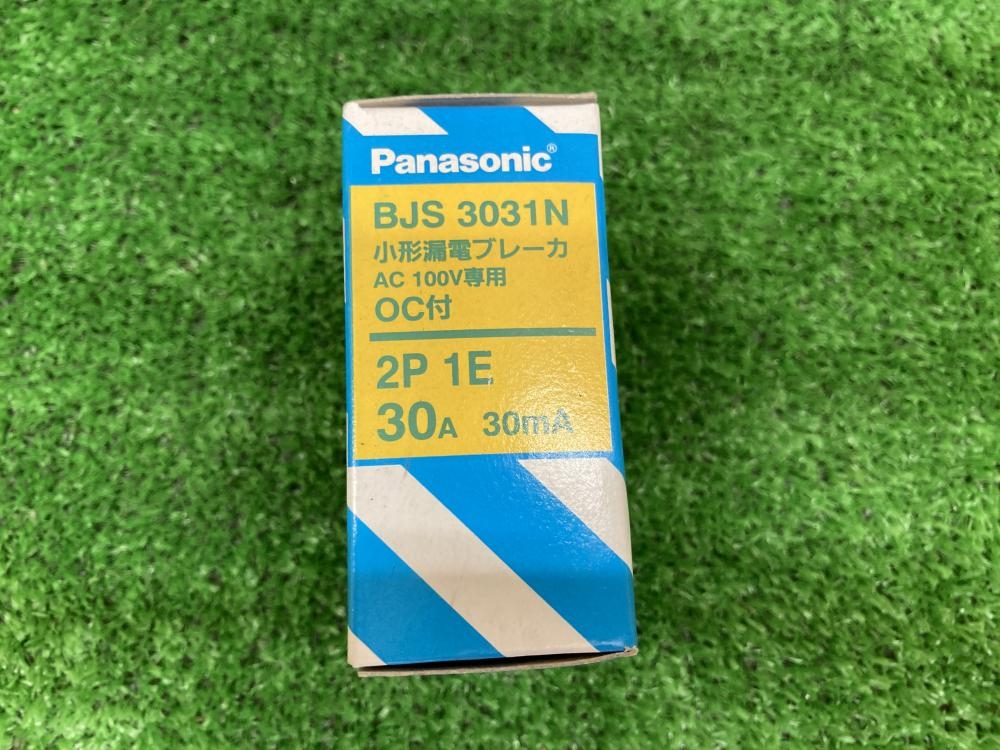 Panasonic®
BJS 3031N
小形漏電ブレーカ
AC 100V専用
OC付
2P 1E
30A 30mA